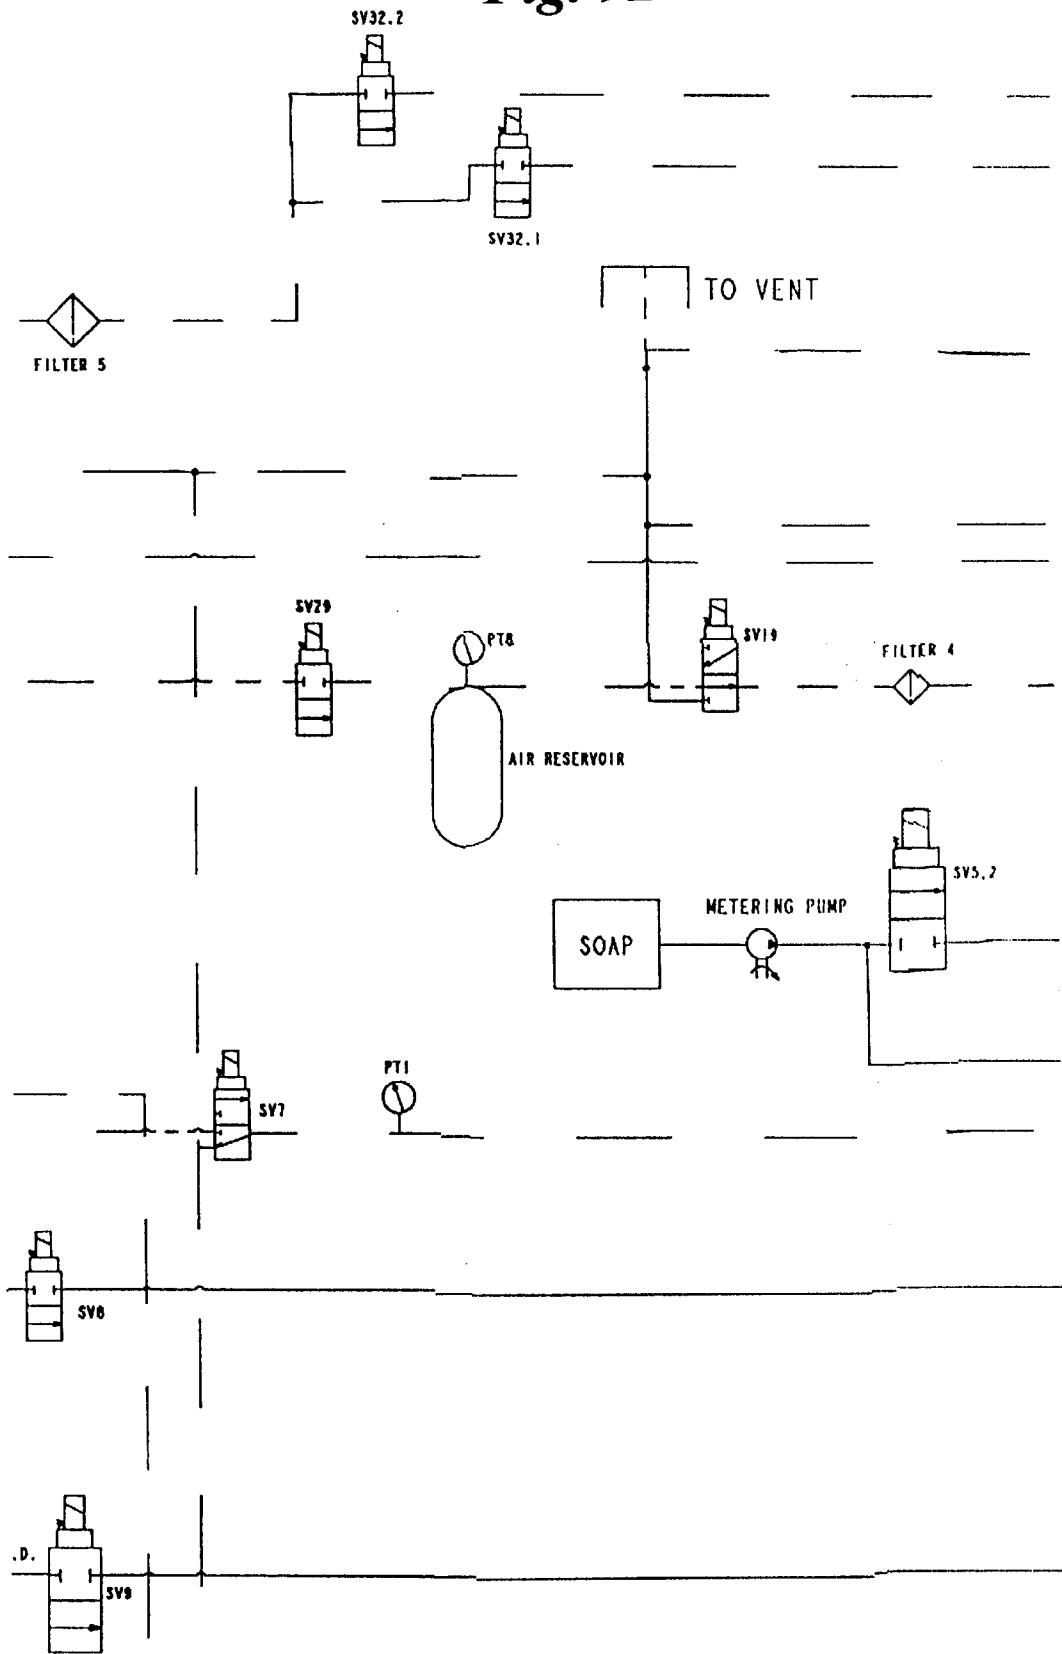 SV32.2
SV32.1
TO VENT
FILTER 5
SV29
PT8
SV19
FILTER 4
AIR RESERVOIR
SV5.2
METERING PUMP
SOAP
PT1
SV7
SV8
.D.
SV9